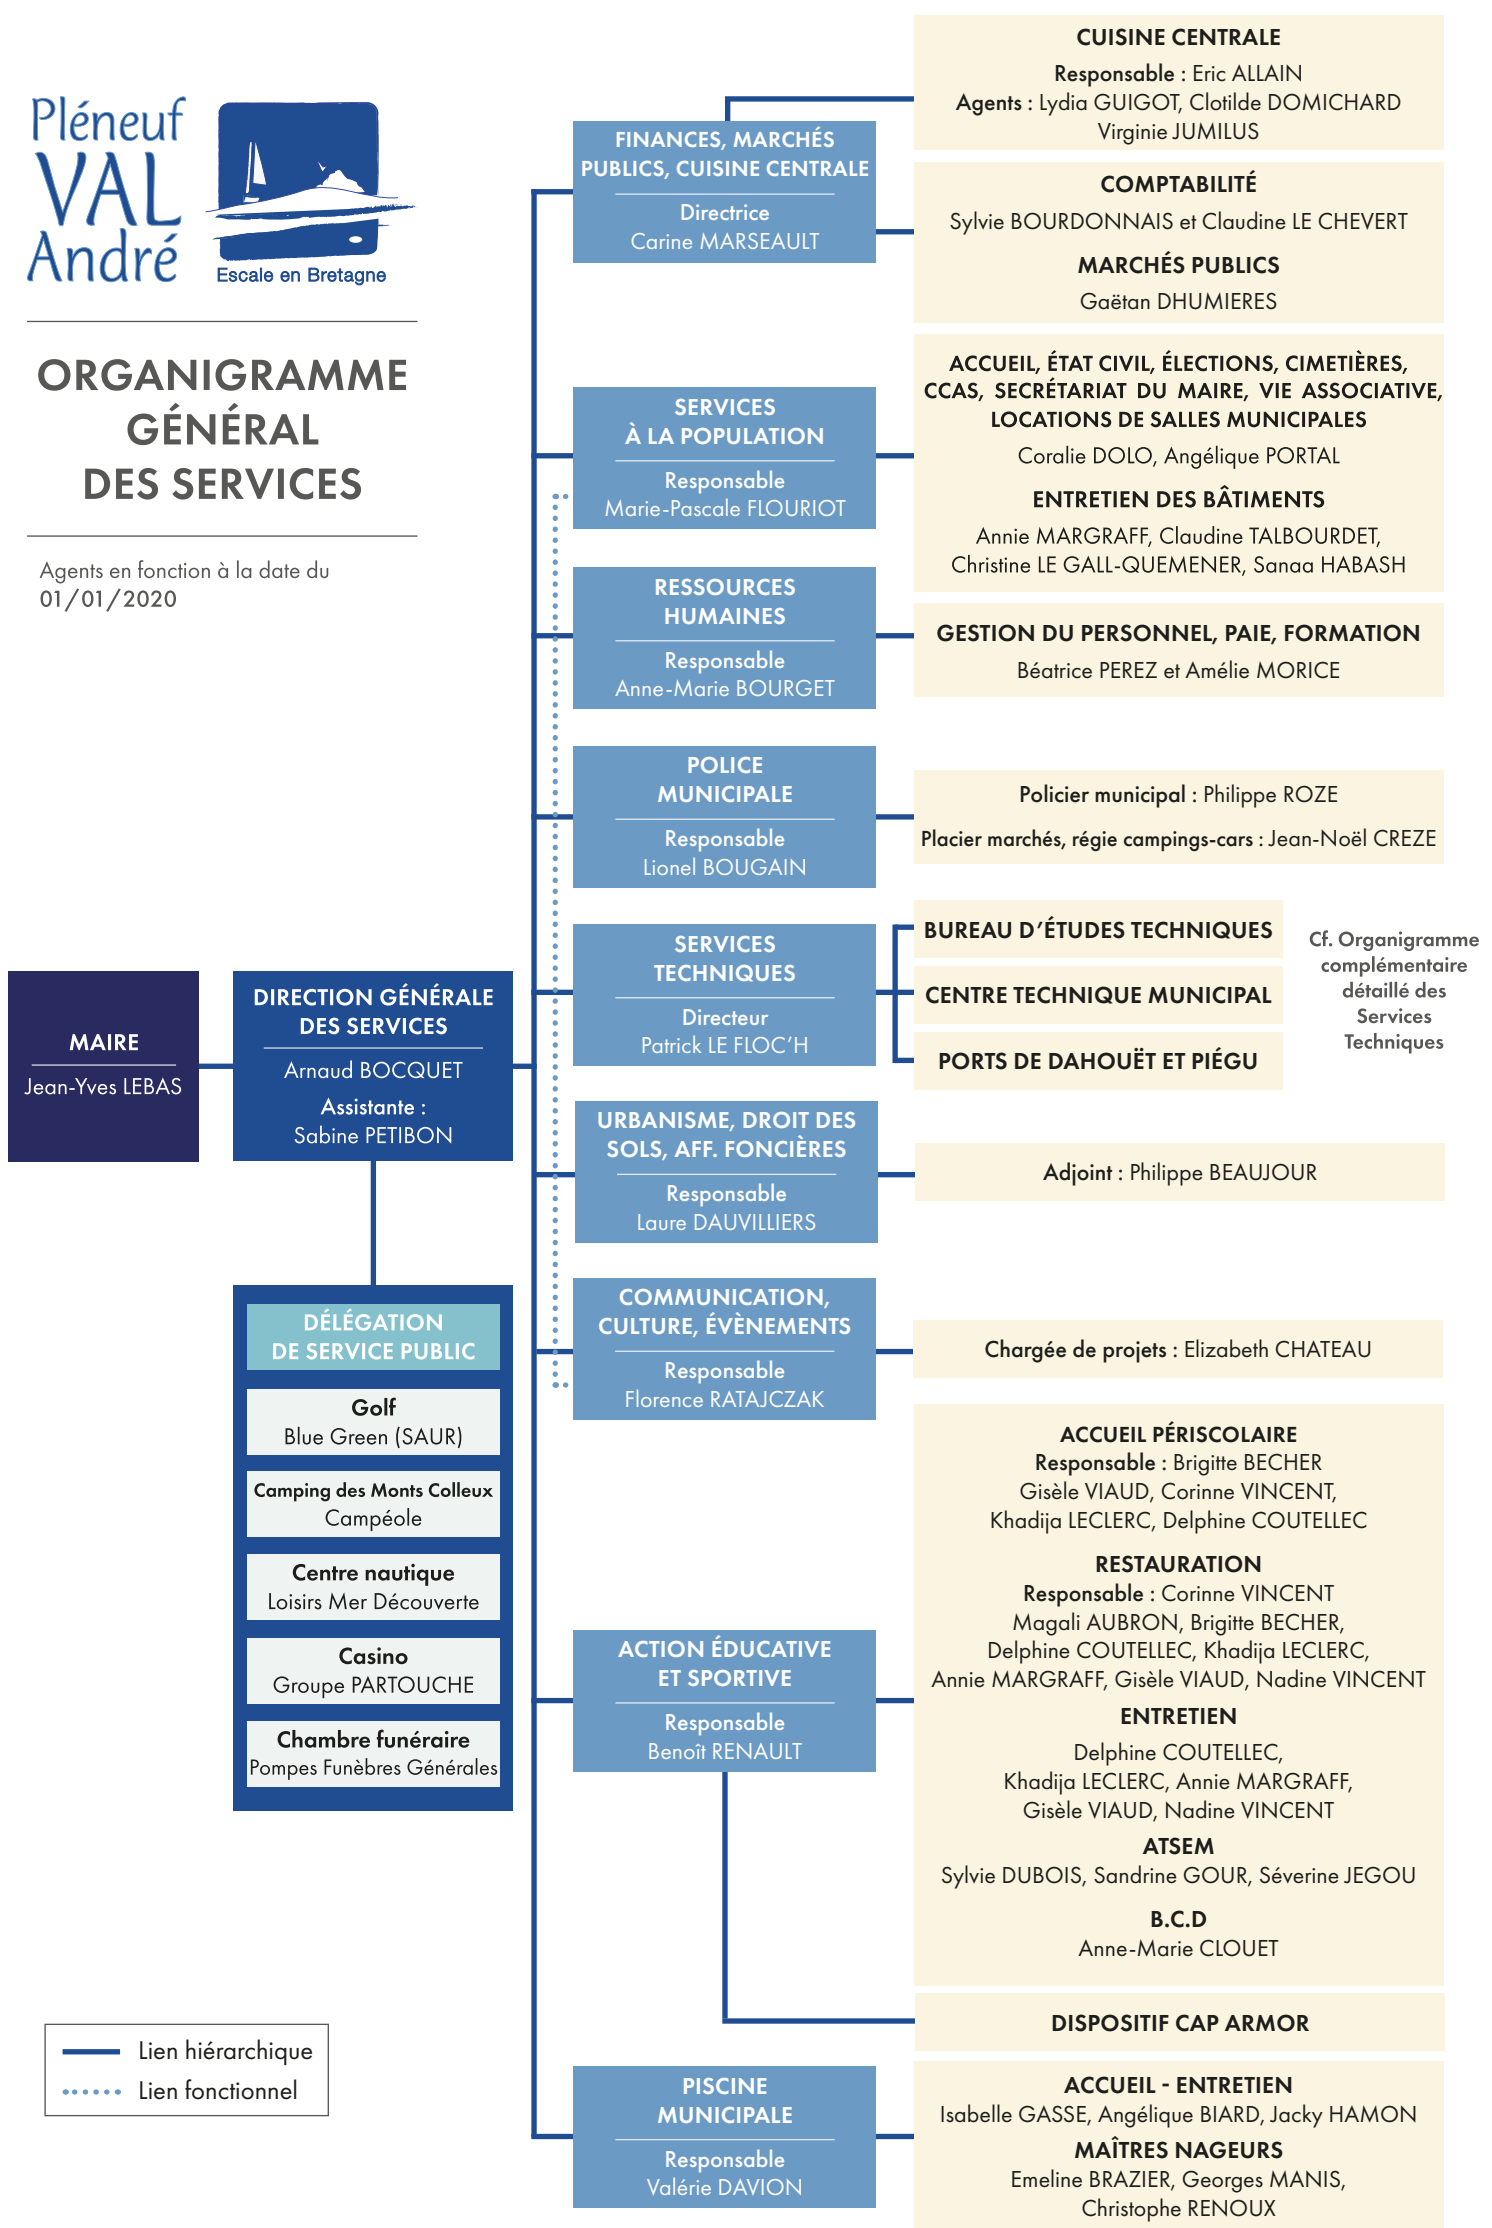 Pléneuf
VAL
André
Escale en Bretagne
ORGANIGRAMME
GÉNÉRAL
DES SERVICES
Agents en fonction à la date du
01/01/2020
MAIRE
Jean-Yves LEBAS
DIRECTION GÉNÉRALE
DES SERVICES
Arnaud BOCQUET
Assistante :
Sabine PETIBON
DÉLÉGATION
DE SERVICE PUBLIC
Golf
Blue Green (SAUR)
Camping des Monts Colleux
Campéole
Centre nautique
Loisirs Mer Découverte
Casino
Groupe PARTOUCHE
Chambre funéraire
Pompes Funèbres Générales
Lien hiérarchique
Lien fonctionnel
FINANCES, MARCHÉS
PUBLICS, CUISINE CENTRALE
Directrice
Carine MARSEAULT
CUISINE CENTRALE
Responsable : Eric ALLAIN
Agents : Lydia GUIGOT, Clotilde DOMICHARD
Virginie JUMILUS
COMPTABILITÉ
Sylvie BOURDONNAIS et Claudine LE CHEVERT
MARCHÉS PUBLICS
Gaëtan DHUMIERES
SERVICES
À LA POPULATION
Responsable
Marie-Pascale FLOURIOT
ACCUEIL, ÉTAT CIVIL, ÉLECTIONS, CIMETIÈRES,
CCAS, SECRÉTARIAT DU MAIRE, VIE ASSOCIATIVE,
LOCATIONS DE SALLES MUNICIPALES
Coralie DOLO, Angélique PORTAL
ENTRETIEN DES BÂTIMENTS
Annie MARGRAFF, Claudine TALBOURDET,
Christine LE GALL-QUEMENER, Sanaa HABASH
RESSOURCES
HUMAINES
Responsable
Anne-Marie BOURGET
GESTION DU PERSONNEL, PAIE, FORMATION
Béatrice PEREZ et Amélie MORICE
POLICE
MUNICIPALE
Responsable
Lionel BOUGAIN
Policier municipal : Philippe ROZE
Placier marchés, régie campings-cars : Jean-Noël CREZE
SERVICES
TECHNIQUES
Directeur
Patrick LE FLOC'H
BUREAU D'ÉTUDES TECHNIQUES
CENTRE TECHNIQUE MUNICIPAL
PORTS DE DAHOUËT ET PIÉGU
Cf. Organigramme
complémentaire
détaillé des
Services
Techniques
URBANISME, DROIT DES
SOLS, AFF. FONCIÈRES
Responsable
Laure DAUVILLIERS
Adjoint : Philippe BEAUJOUR
COMMUNICATION,
CULTURE, ÉVÈNEMENTS
Responsable
Florence RATAJCZAK
Chargée de projets : Elizabeth CHATEAU
ACTION ÉDUCATIVE
ET SPORTIVE
Responsable
Benoît RENAULT
ACCUEIL PÉRISCOLAIRE
Responsable : Brigitte BECHER
Gisèle VIAUD, Corinne VINCENT,
Khadija LECLERC, Delphine COUTELLEC
RESTAURATION
Responsable : Corinne VINCENT
Magali AUBRON, Brigitte BECHER,
Delphine COUTELLEC, Khadija LECLERC,
Annie MARGRAFF, Gisèle VIAUD, Nadine VINCENT
ENTRETIEN
Delphine COUTELLEC,
Khadija LECLERC, Annie MARGRAFF,
Gisèle VIAUD, Nadine VINCENT
ATSEM
Sylvie DUBOIS, Sandrine GOUR, Séverine JEGOU
B.C.D
Anne-Marie CLOUET
DISPOSITIF CAP ARMOR
PISCINE
MUNICIPALE
Responsable
Valérie DAVION
ACCUEIL - ENTRETIEN
Isabelle GASSE, Angélique BIARD, Jacky HAMON
MAÎTRES NAGEURS
Emeline BRAZIER, Georges MANIS,
Christophe RENOUX